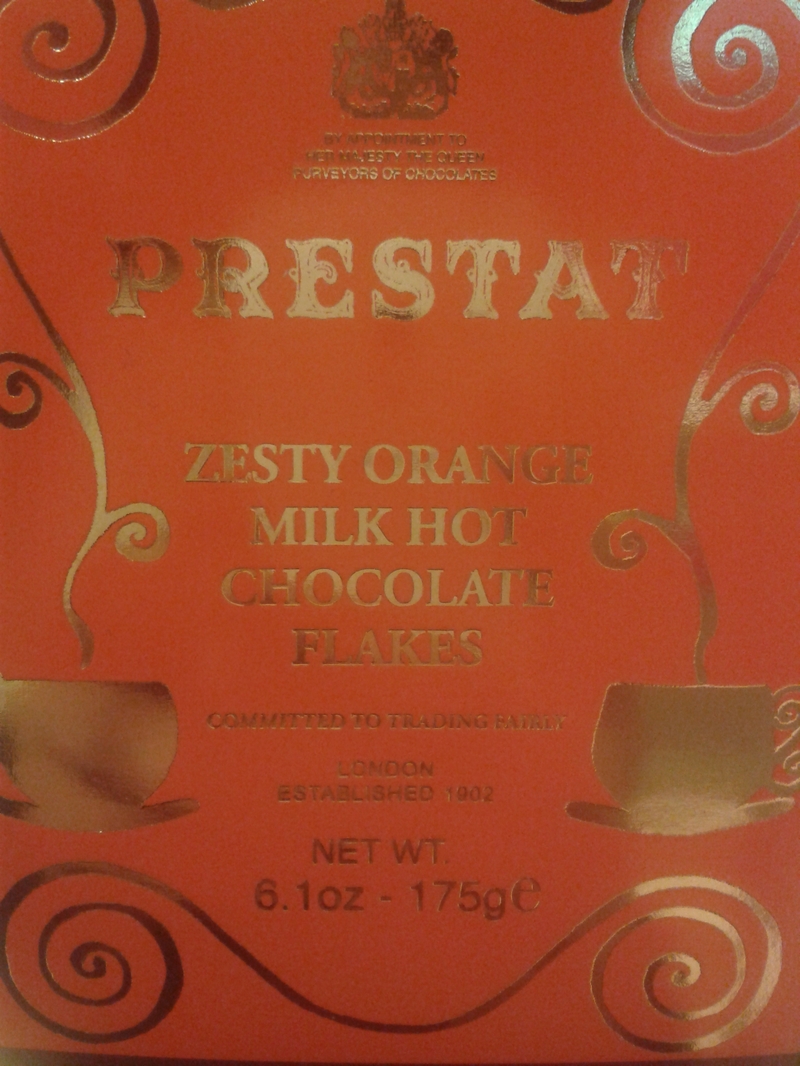 BY APPOINTMENT TO
HER MAJESTY THE QUEEN
PURVEYORS OF CHOCOLATES
PRESTAT
ZESTY ORANGE
MILK HOT
CHOCOLATE
FLAKES
COMMITTED TO TRADING FAIRLY
LONDON
ESTABLISHED 1902
NET WT.
6.1oz - 175g℮